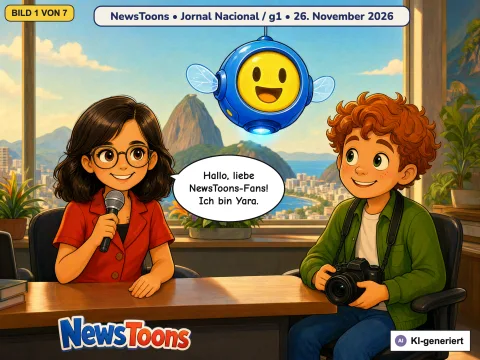 BILD 1 VON 7
NewsToons • Jornal Nacional / g1 • 26. November 2026
Hallo, liebe
NewsToons-Fans!
Ich bin Yara.
NewsToons
AI KI-generiert